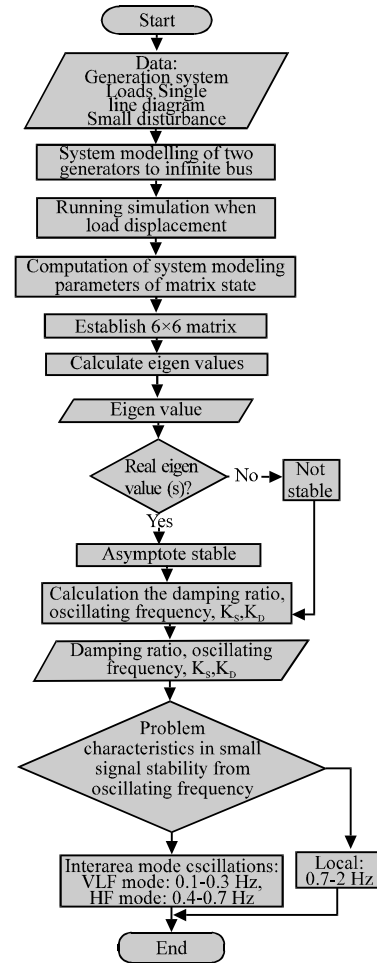 Start
Data:
Generation system
Loads Single
line diagram
Small disturbance
System modelling of two
generators to infinite bus
Running simulation when
load displacement
Computation of system modeling
parameters of matrix state
Establish 6×6 matrix
Calculate eigen values
Eigen value
Real eigen
value (s)?
No
Not
stable
Yes
Asymptote stable
Calculation the damping ratio,
oscillating frequency, KS,KD
Damping ratio, oscillating
frequency, KS,KD
Problem
characteristics in small
signal stability from
oscillating frequency
Interarea mode cscillations:
VLF mode: 0.1-0.3 Hz,
HF mode: 0.4-0.7 Hz
Local:
0.7-2 Hz
End